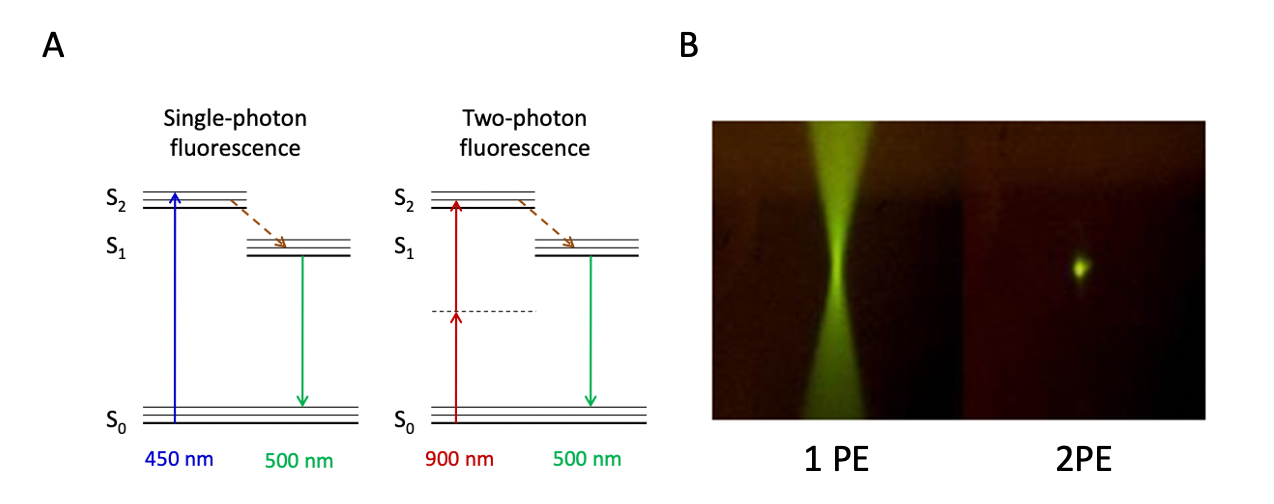 A
B
Single-photon
fluorescence
Two-photon
fluorescence
S2
S2
S1
S1
S0
S0
450 nm
500 nm
900 nm
500 nm
1 PE
2PE